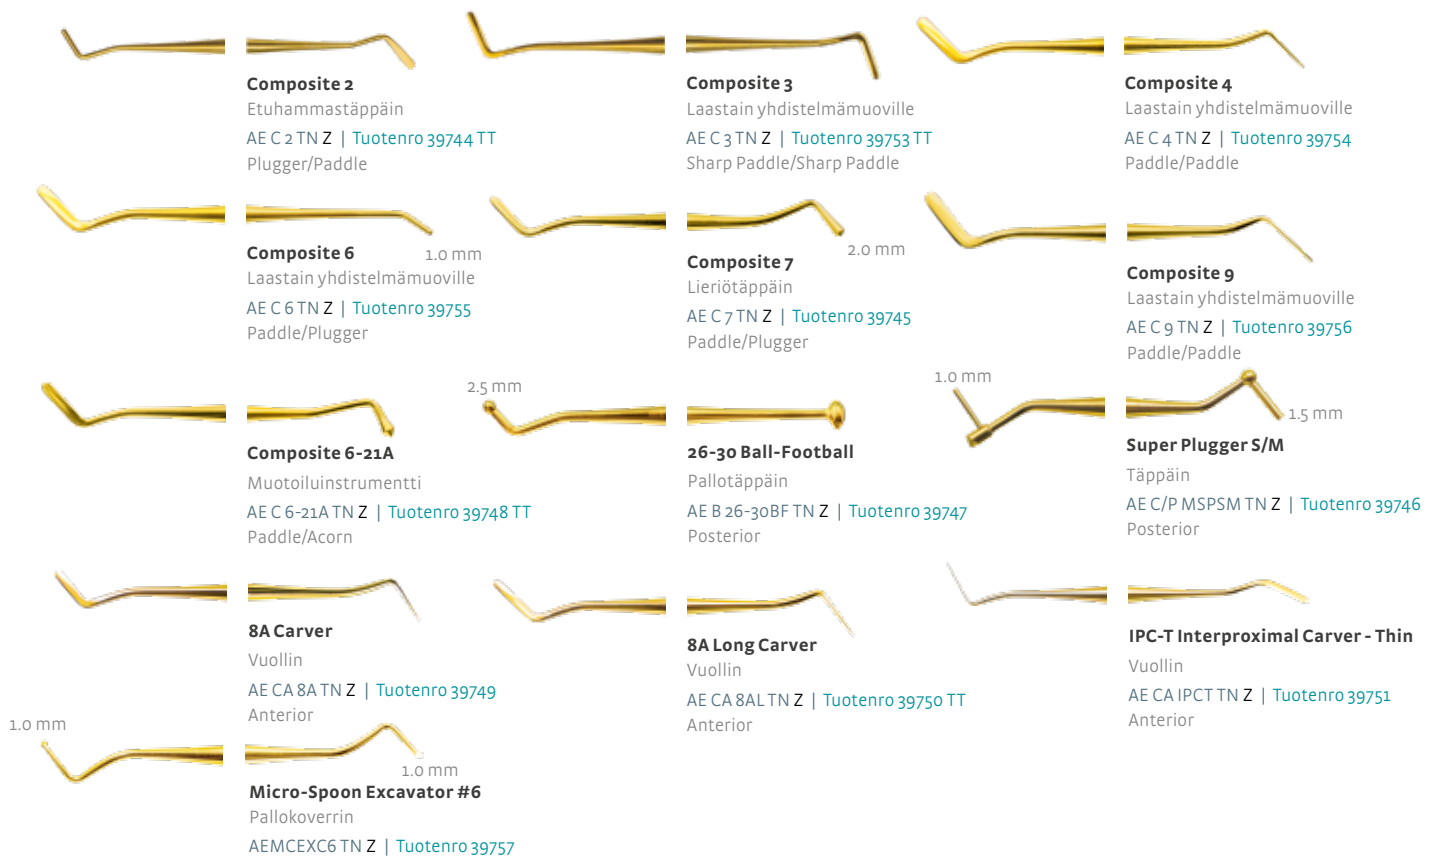 Composite 2
Etuhammastäppäin
AE C 2 TN Z | Tuotenro 39744 TT
Plugger/Paddle
Composite 3
Laastain yhdistelmämuoville
AE C 3 TN Z | Tuotenro 39753 TT
Sharp Paddle/Sharp Paddle
Composite 4
Laastain yhdistelmämuoville
AE C 4 TN Z | Tuotenro 39754
Paddle/Paddle
1.0 mm
Composite 6
Laastain yhdistelmämuoville
AE C 6 TN Z | Tuotenro 39755
Paddle/Plugger
2.0 mm
Composite 7
Lieriötäppäin
AE C 7 TN Z | Tuotenro 39745
Paddle/Plugger
Composite 9
Laastain yhdistelmämuoville
AE C 9 TN Z | Tuotenro 39756
Paddle/Paddle
Composite 6-21A
Muotoiluinstrumentti
AE C 6-21A TN Z | Tuotenro 39748 TT
Paddle/Acorn
2.5 mm
26-30 Ball-Football
Pallotäppäin
AE B 26-30BF TN Z | Tuotenro 39747
Posterior
1.0 mm
1.5 mm
Super Plugger S/M
Täppäin
AE C/P MSPSM TN Z | Tuotenro 39746
Posterior
8A Carver
Vuollin
AE CA 8A TN Z | Tuotenro 39749
Anterior
8A Long Carver
Vuollin
AE CA 8AL TN Z | Tuotenro 39750 TT
Anterior
IPC-T Interproximal Carver - Thin
Vuollin
AE CA IPCT TN Z | Tuotenro 39751
Anterior
1.0 mm
1.0 mm
Micro-Spoon Excavator #6
Pallokoverrin
AEMCEXC6 TN Z | Tuotenro 39757